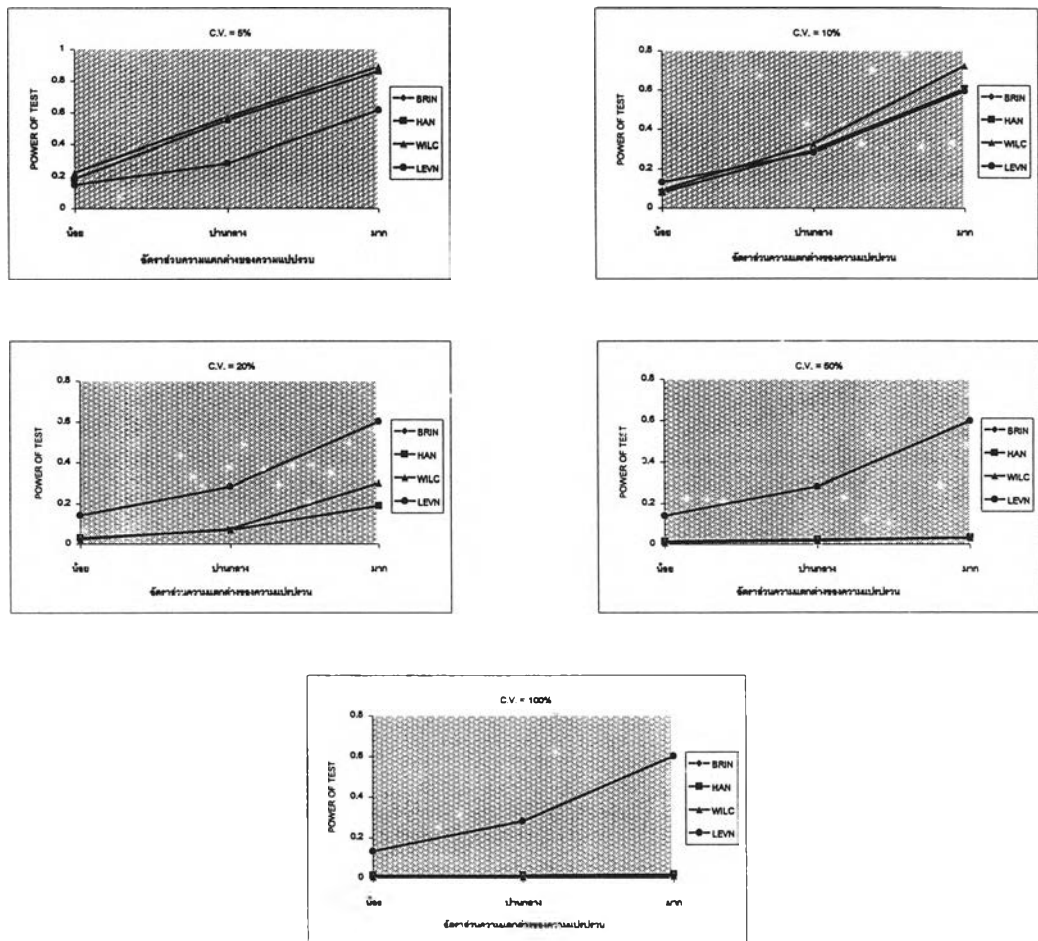 C.V. = 5%
POWER OF TEST
1
0.8
0.6
0.4
0.2
0
น้อย
ปานกลาง
มาก
อัตราส่วนความแตกต่างของความแปรปรวน
BRIN
HAN
WILC
LEVN
C.V. = 10%
POWER OF TEST
0.8
0.6
0.4
0.2
0
น้อย
ปานกลาง
มาก
อัตราส่วนความแตกต่างของความแปรปรวน
BRIN
HAN
WILC
LEVN
C.V. = 20%
POWER OF TEST
0.8
0.6
0.4
0.2
0
น้อย
ปานกลาง
มาก
อัตราส่วนความแตกต่างของความแปรปรวน
BRIN
HAN
WILC
LEVN
C.V. = 50%
POWER OF TEST
0.8
0.6
0.4
0.2
0
น้อย
ปานกลาง
มาก
อัตราส่วนความแตกต่างของความแปรปรวน
BRIN
HAN
WILC
LEVN
C.V. = 100%
POWER OF TEST
0.8
0.6
0.4
0.2
0
น้อย
ปานกลาง
มาก
อัตราส่วนความแตกต่างของความแปรปรวน
BRIN
HAN
WILC
LEVN